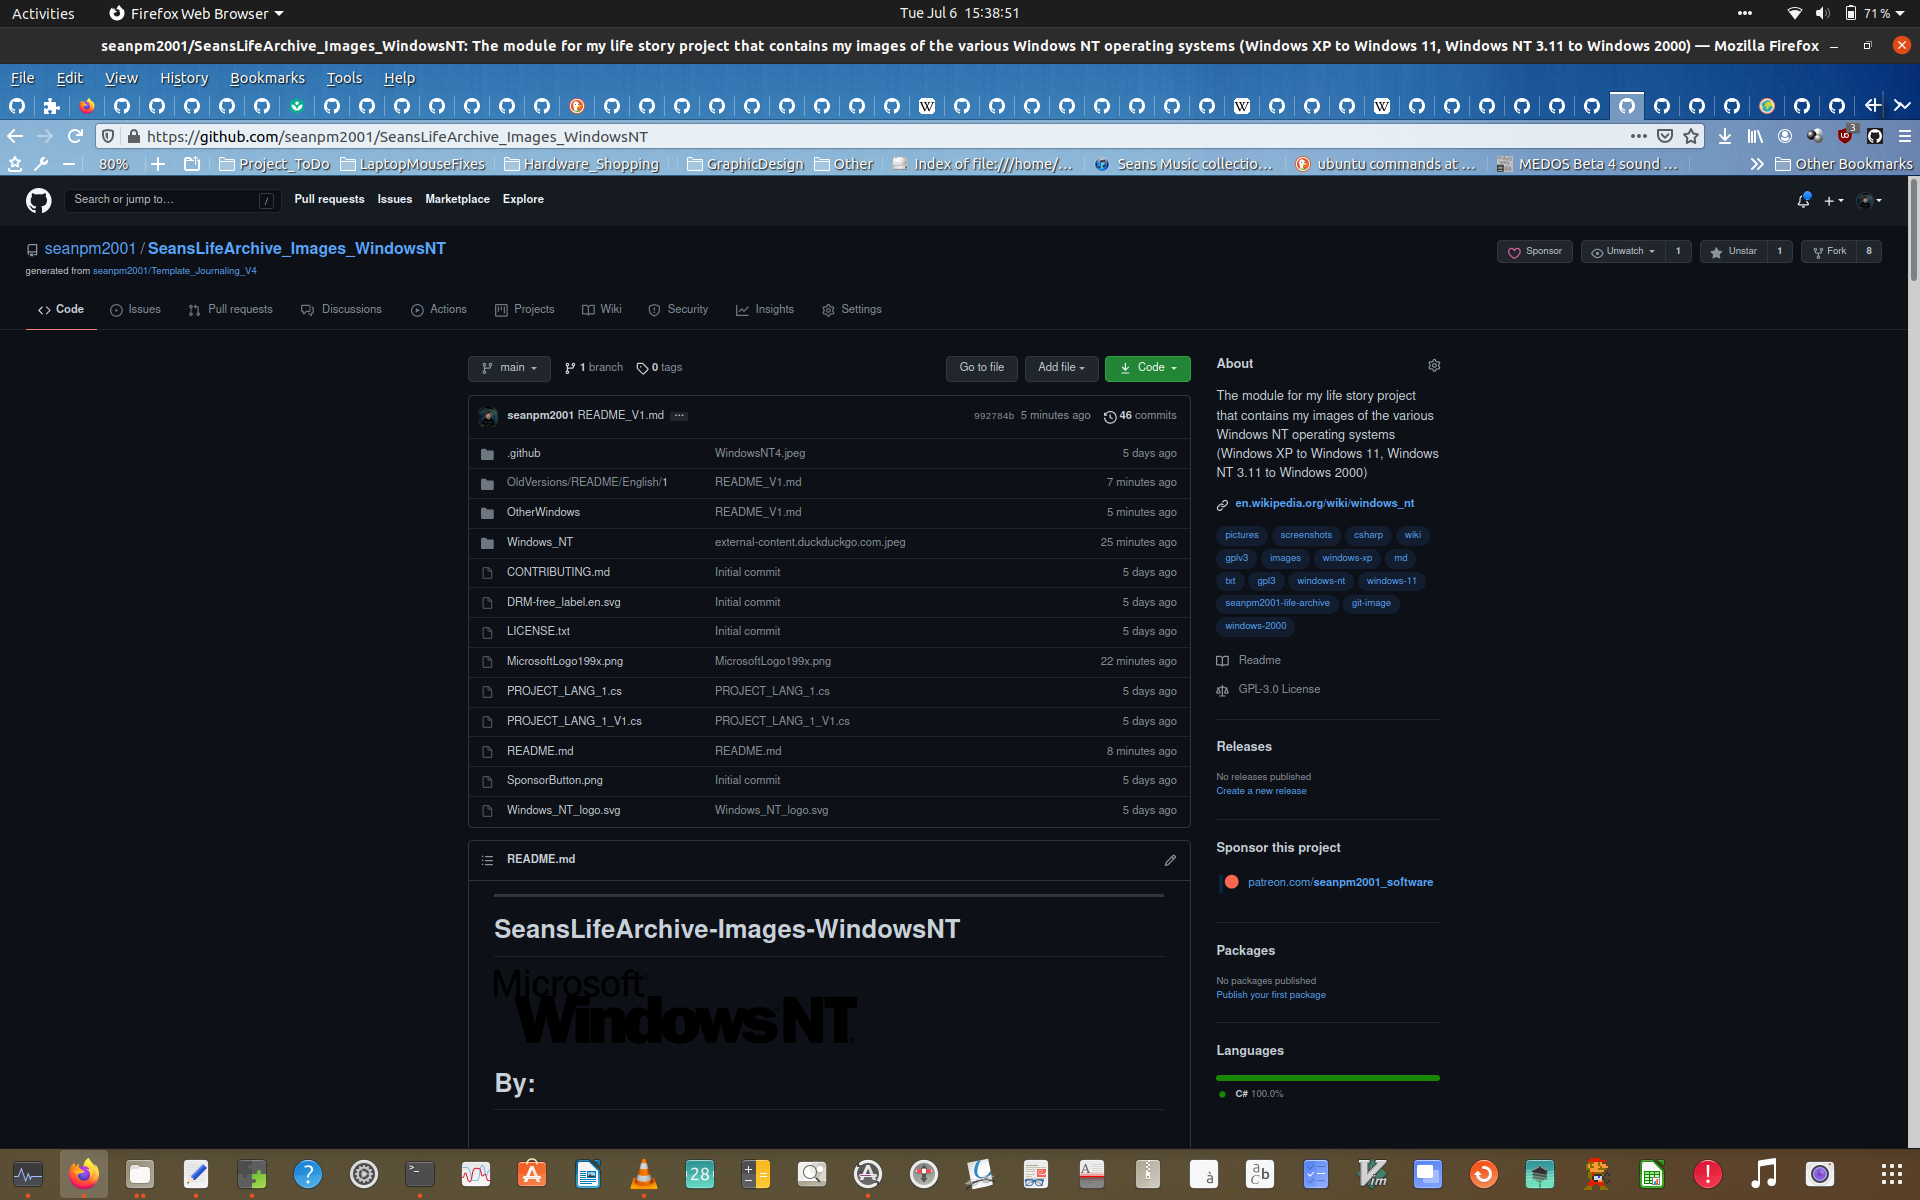 Activities
Firefox Web Browser
Tue Jul 6 15:38:51
71 %
seanpm2001/SeansLifeArchive_Images_WindowsNT: The module for my life story project that contains my images of the various Windows NT operating systems (Windows XP to Windows 11, Windows NT 3.11 to Windows 2000) — Mozilla Firefox
File Edit View History Bookmarks Tools Help
https://github.com/seanpm2001/SeansLifeArchive_Images_WindowsNT
3
80%
Project_ToDo
LaptopMouseFixes
Hardware_Shopping
GraphicDesign
Other
Index of file:///home/…
Seans Music collectio…
ubuntu commands at …
MEDOS Beta 4 sound …
Other Bookmarks
Search or jump to…
/
Pull requests Issues Marketplace Explore
seanpm2001 / SeansLifeArchive_Images_WindowsNT
generated from seanpm2001/Template_Journaling_V4
Sponsor
Unwatch 1
Unstar 1
Fork 8
Code
Issues
Pull requests
Discussions
Actions
Projects
Wiki
Security
Insights
Settings
main
1 branch
0 tags
Go to file
Add file
Code
seanpm2001 README_V1.md
992784b 5 minutes ago
46 commits
.github WindowsNT4.jpeg 5 days ago
OldVersions/README/English/1 README_V1.md 7 minutes ago
OtherWindows README_V1.md 5 minutes ago
Windows_NT external-content.duckduckgo.com.jpeg 25 minutes ago
CONTRIBUTING.md Initial commit 5 days ago
DRM-free_label.en.svg Initial commit 5 days ago
LICENSE.txt Initial commit 5 days ago
MicrosoftLogo199x.png MicrosoftLogo199x.png 22 minutes ago
PROJECT_LANG_1.cs PROJECT_LANG_1.cs 5 days ago
PROJECT_LANG_1_V1.cs PROJECT_LANG_1_V1.cs 5 days ago
README.md README.md 8 minutes ago
SponsorButton.png Initial commit 5 days ago
Windows_NT_logo.svg Windows_NT_logo.svg 5 days ago
README.md
SeansLifeArchive-Images-WindowsNT
Microsoft
Windows NT
By:
About
The module for my life story project
that contains my images of the various
Windows NT operating systems
(Windows XP to Windows 11, Windows
NT 3.11 to Windows 2000)
en.wikipedia.org/wiki/windows_nt
pictures screenshots csharp wiki
gplv3 images windows-xp md
txt gpl3 windows-nt windows-11
seanpm2001-life-archive git-image
windows-2000
Readme
GPL-3.0 License
Releases
No releases published
Create a new release
Sponsor this project
patreon.com/seanpm2001_software
Packages
No packages published
Publish your first package
Languages
C# 100.0%
28